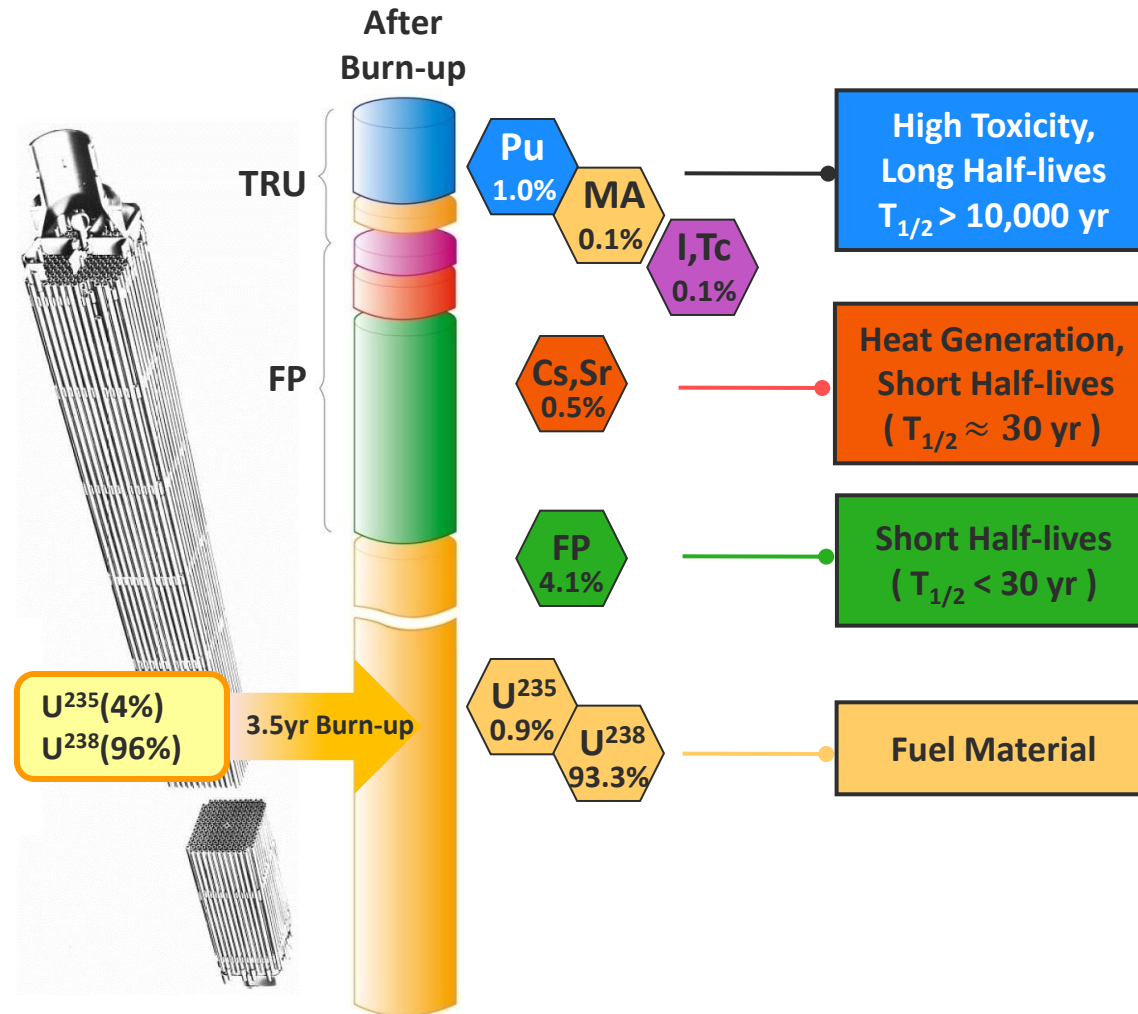 After
Burn-up
TRU
FP
Pu
1.0%
MA
0.1%
I,Tc
0.1%
High Toxicity,
Long Half-lives
T₁/₂ > 10,000 yr
Cs,Sr
0.5%
Heat Generation,
Short Half-lives
( T₁/₂ ≈ 30 yr )
FP
4.1%
Short Half-lives
( T₁/₂ < 30 yr )
U²³⁵(4%)
U²³⁸(96%)
3.5yr Burn-up
U²³⁵
0.9%
U²³⁸
93.3%
Fuel Material